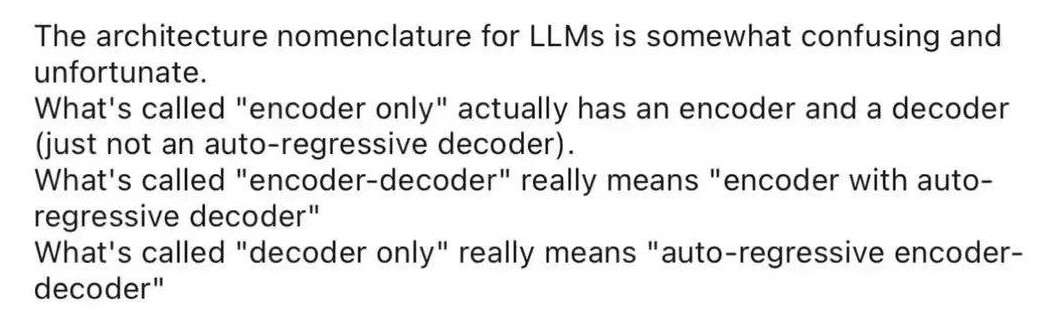 The architecture nomenclature for LLMs is somewhat confusing and
unfortunate.
What's called "encoder only" actually has an encoder and a decoder
(just not an auto-regressive decoder).
What's called "encoder-decoder" really means "encoder with auto-
regressive decoder"
What's called "decoder only" really means "auto-regressive encoder-
decoder"